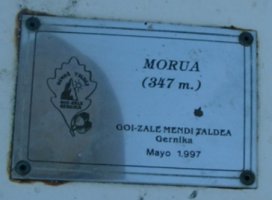 MORUA
(347 m.)
GOI-ZALE MENDI TALDEA
Gernika
Mayo 1.997